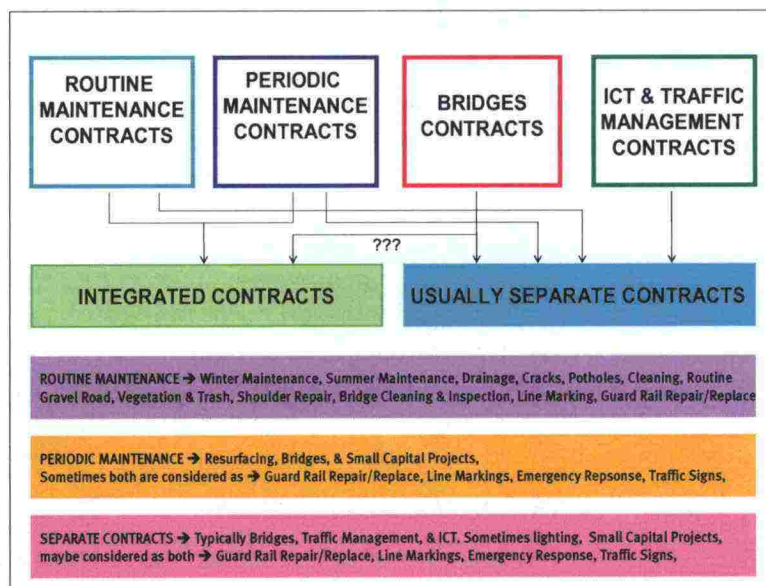 ROUTINE
MAINTENANCE
CONTRACTS
PERIODIC
MAINTENANCE
CONTRACTS
BRIDGES
CONTRACTS
ICT & TRAFFIC
MANAGEMENT
CONTRACTS
???
INTEGRATED CONTRACTS
USUALLY SEPARATE CONTRACTS
ROUTINE MAINTENANCE → Winter Maintenance, Summer Maintenance, Drainage, Cracks, Potholes, Cleaning, Routine
Gravel Road, Vegetation & Trash, Shoulder Repair, Bridge Cleaning & Inspection, Line Marking, Guard Rail Repair/Replace
PERIODIC MAINTENANCE → Resurfacing, Bridges, & Small Capital Projects,
Sometimes both are considered as → Guard Rail Repair/Replace, Line Markings, Emergency Repsonse, Traffic Signs,
SEPARATE CONTRACTS → Typically Bridges, Traffic Management, & ICT. Sometimes lighting, Small Capital Projects,
maybe considered as both → Guard Rail Repair/Replace, Line Markings, Emergency Response, Traffic Signs,